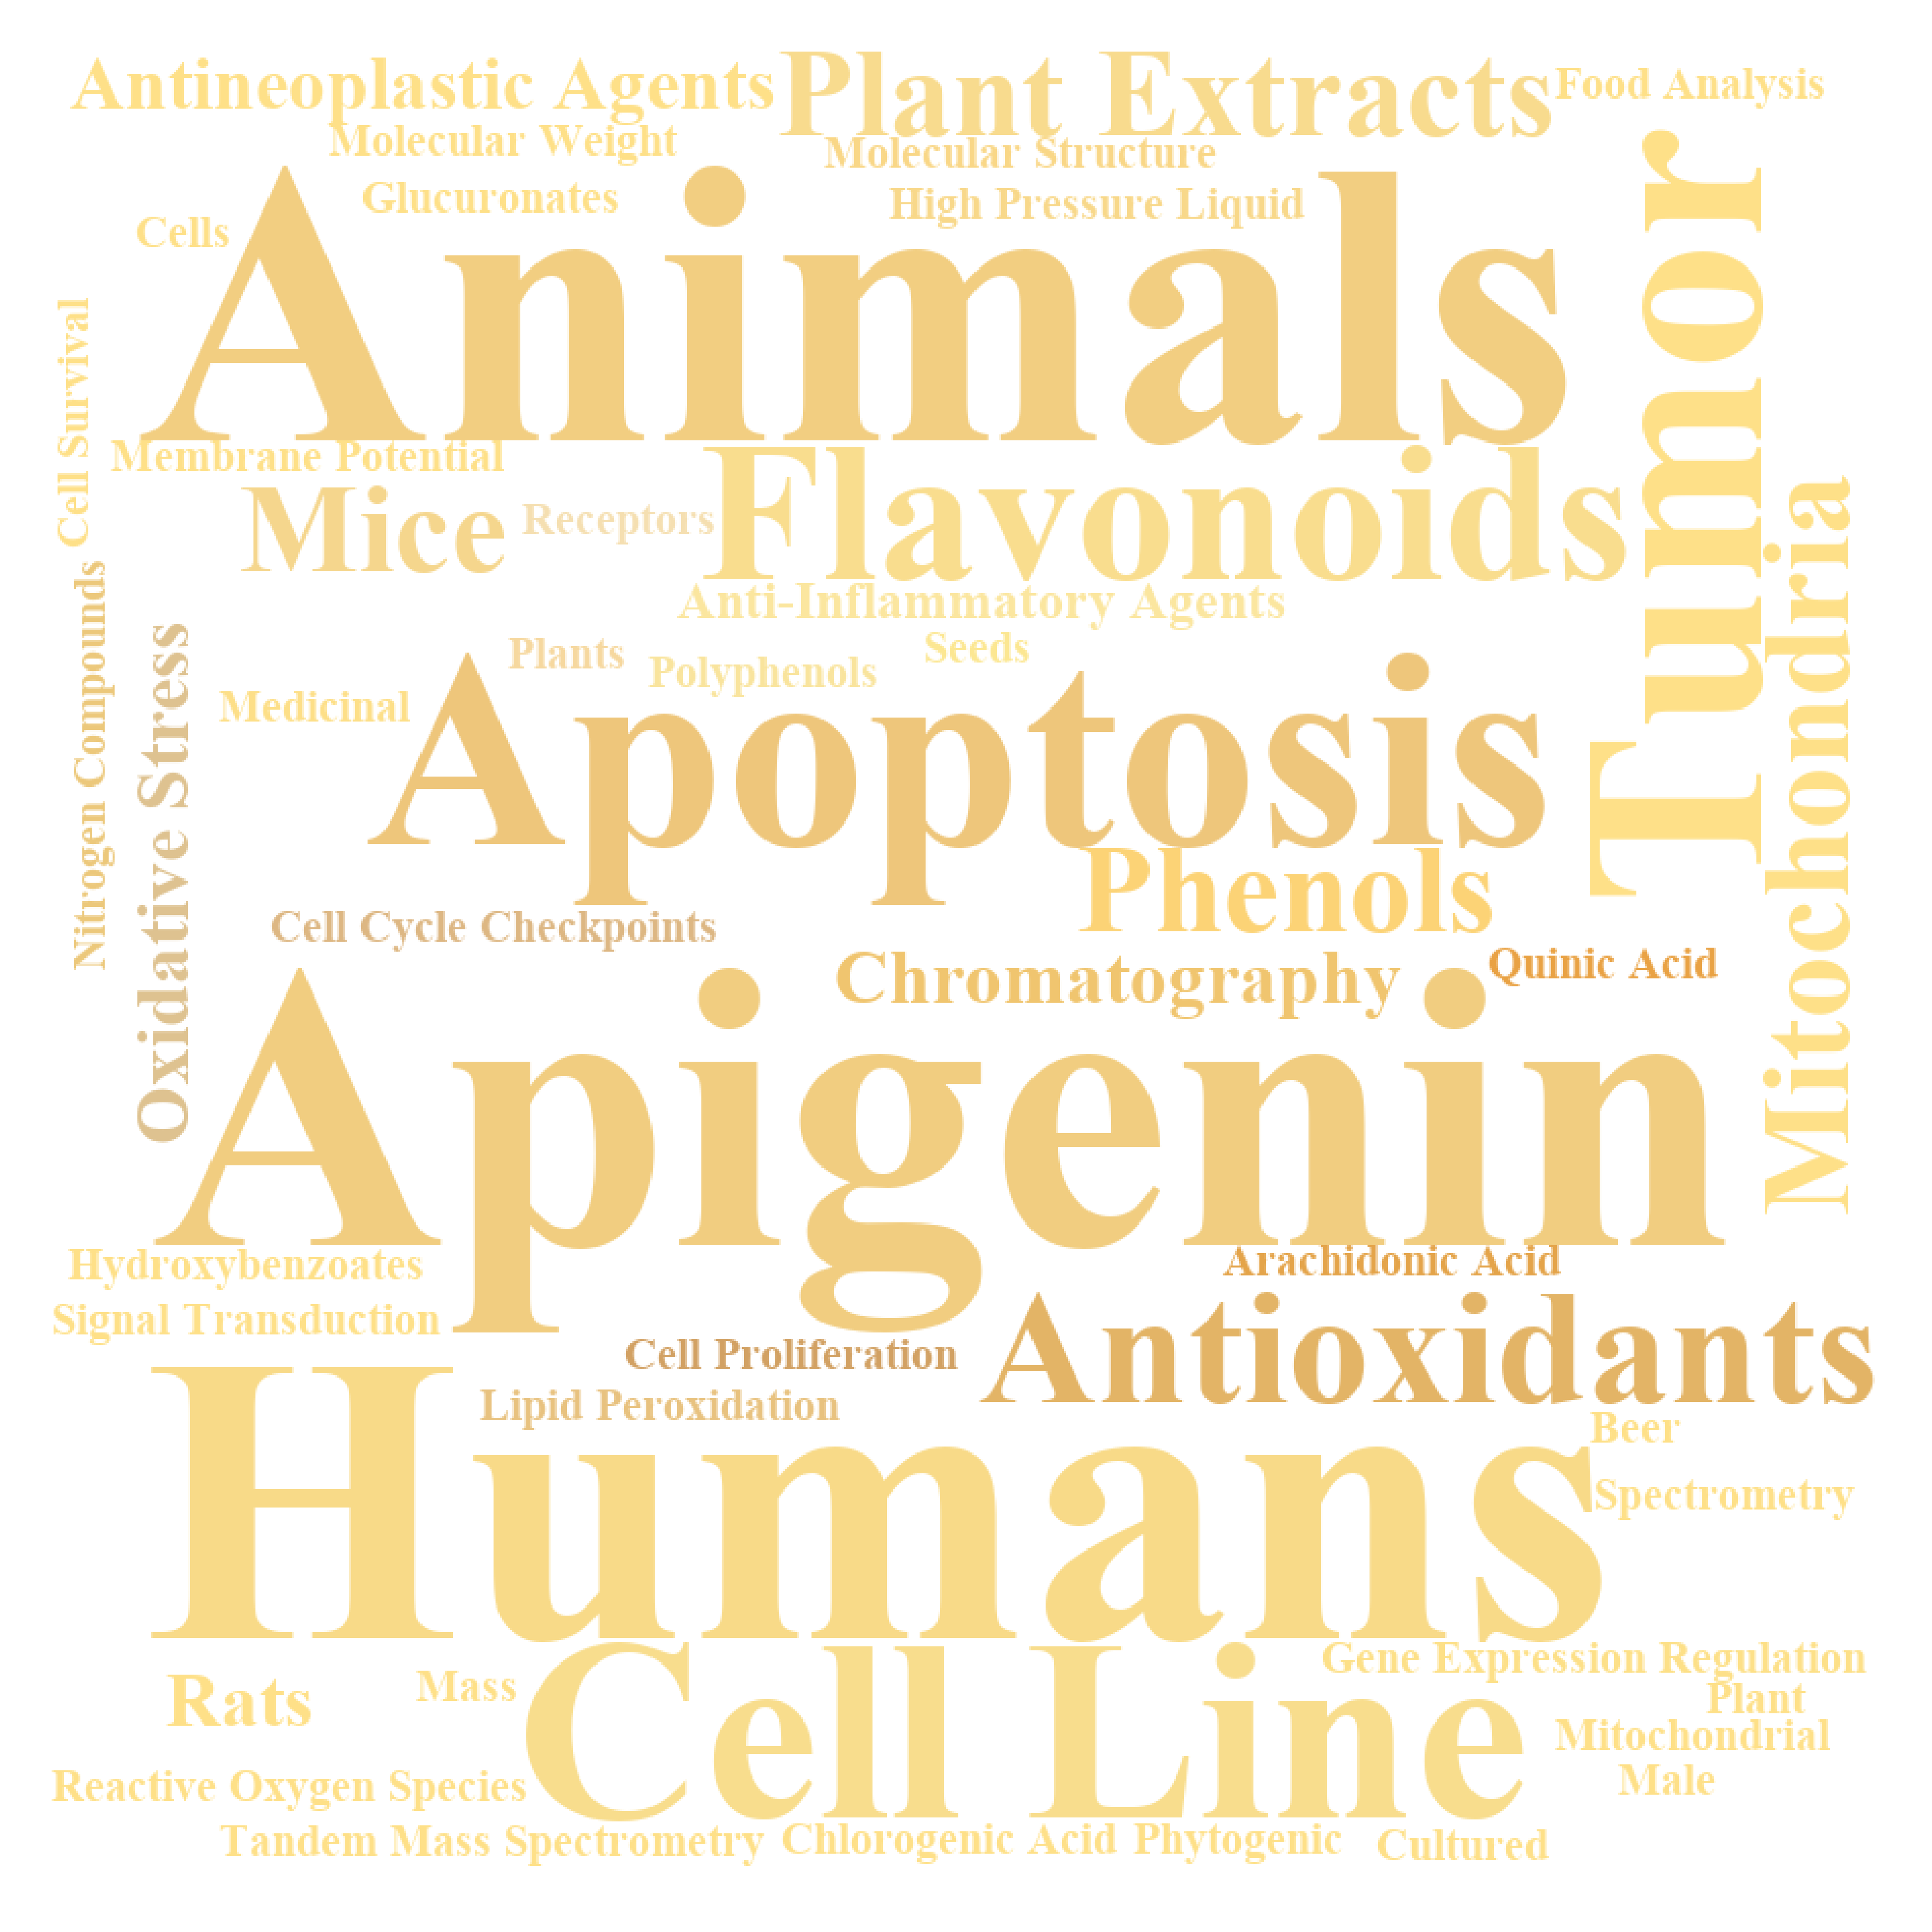 Antineoplastic Agents
Plant Extracts
Food Analysis
Molecular Weight
Molecular Structure
Glucuronates
High Pressure Liquid
Cells
Animals
Tumor
Cell Survival
Membrane Potential
Flavonoids
Mice
Receptors
Mitochondria
Anti-Inflammatory Agents
Nitrogen Compounds
Oxidative Stress
Plants
Polyphenols
Seeds
Medicinal
Apoptosis
Phenols
Cell Cycle Checkpoints
Chromatography
Quinic Acid
Apigenin
Hydroxybenzoates
Arachidonic Acid
Signal Transduction
Antioxidants
Cell Proliferation
Lipid Peroxidation
Beer
Humans
Spectrometry
Gene Expression Regulation
Rats
Mass
Cell Line
Plant
Mitochondrial
Male
Reactive Oxygen Species
Tandem Mass Spectrometry
Chlorogenic Acid
Phytogenic
Cultured